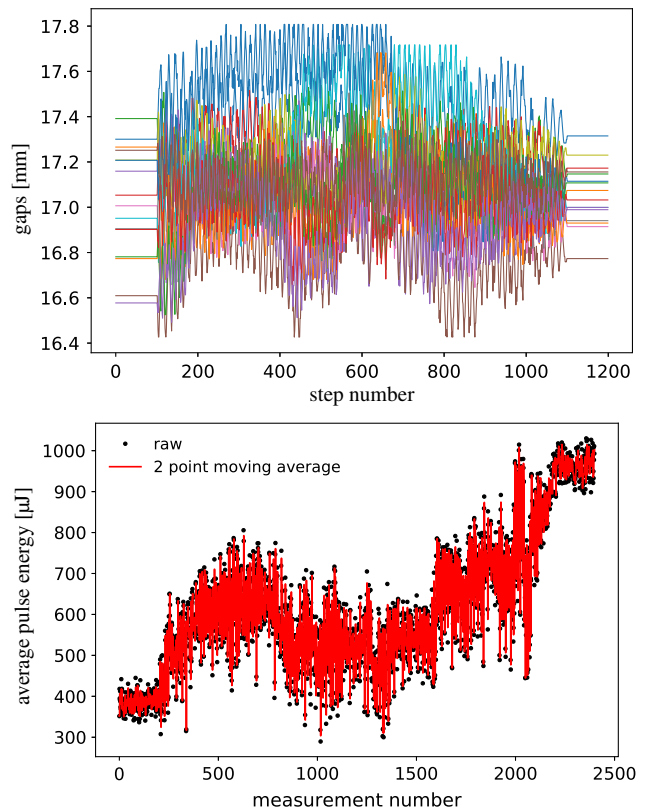 17.8
17.6
17.4
17.2
17.0
16.8
16.6
16.4
gaps [mm]
0 200 400 600 800 1000 1200
step number
raw
2 point moving average
1000
900
800
700
600
500
400
300
average pulse energy [µJ]
0 500 1000 1500 2000 2500
measurement number